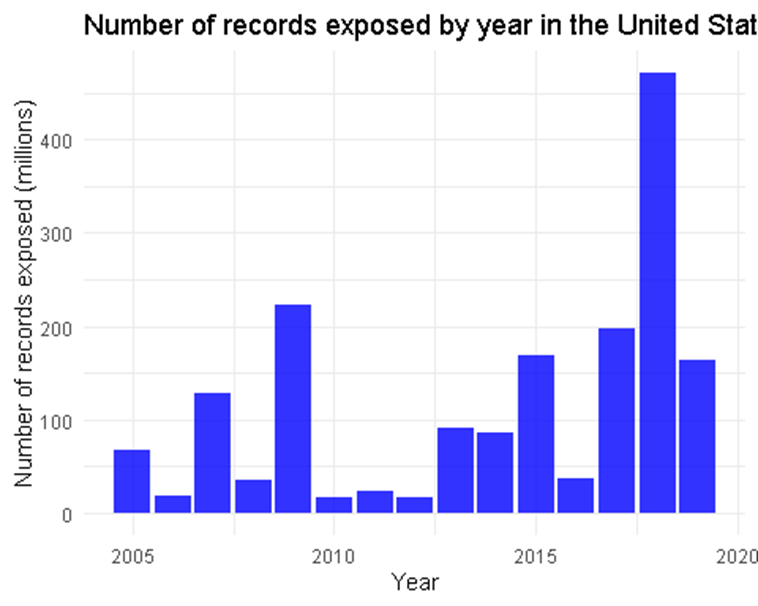 Number of records exposed by year in the United Stat
Number of records exposed (millions)
400
300
200
100
0
2005 2010 2015 2020
Year